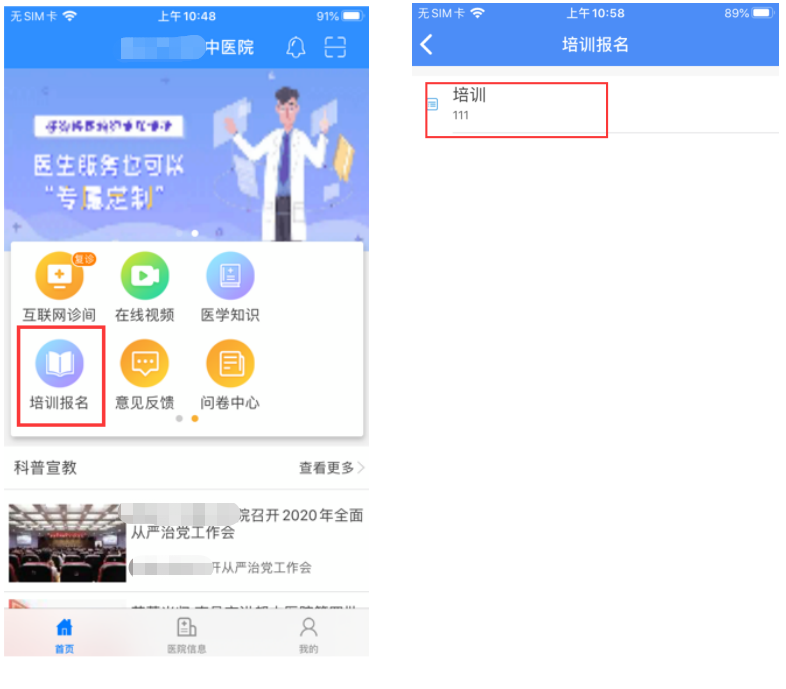 无SIM卡
上午10:48
91%
中医院
医生服务也可以
“专属定制”
复诊
互联网诊间
在线视频
医学知识
培训报名
意见反馈
问卷中心
科普宣教
查看更多
院召开2020年全面
从严治党工作会
开从严治党工作会
首页
医院信息
我的
无SIM卡
上午10:58
89%
培训报名
培训
111